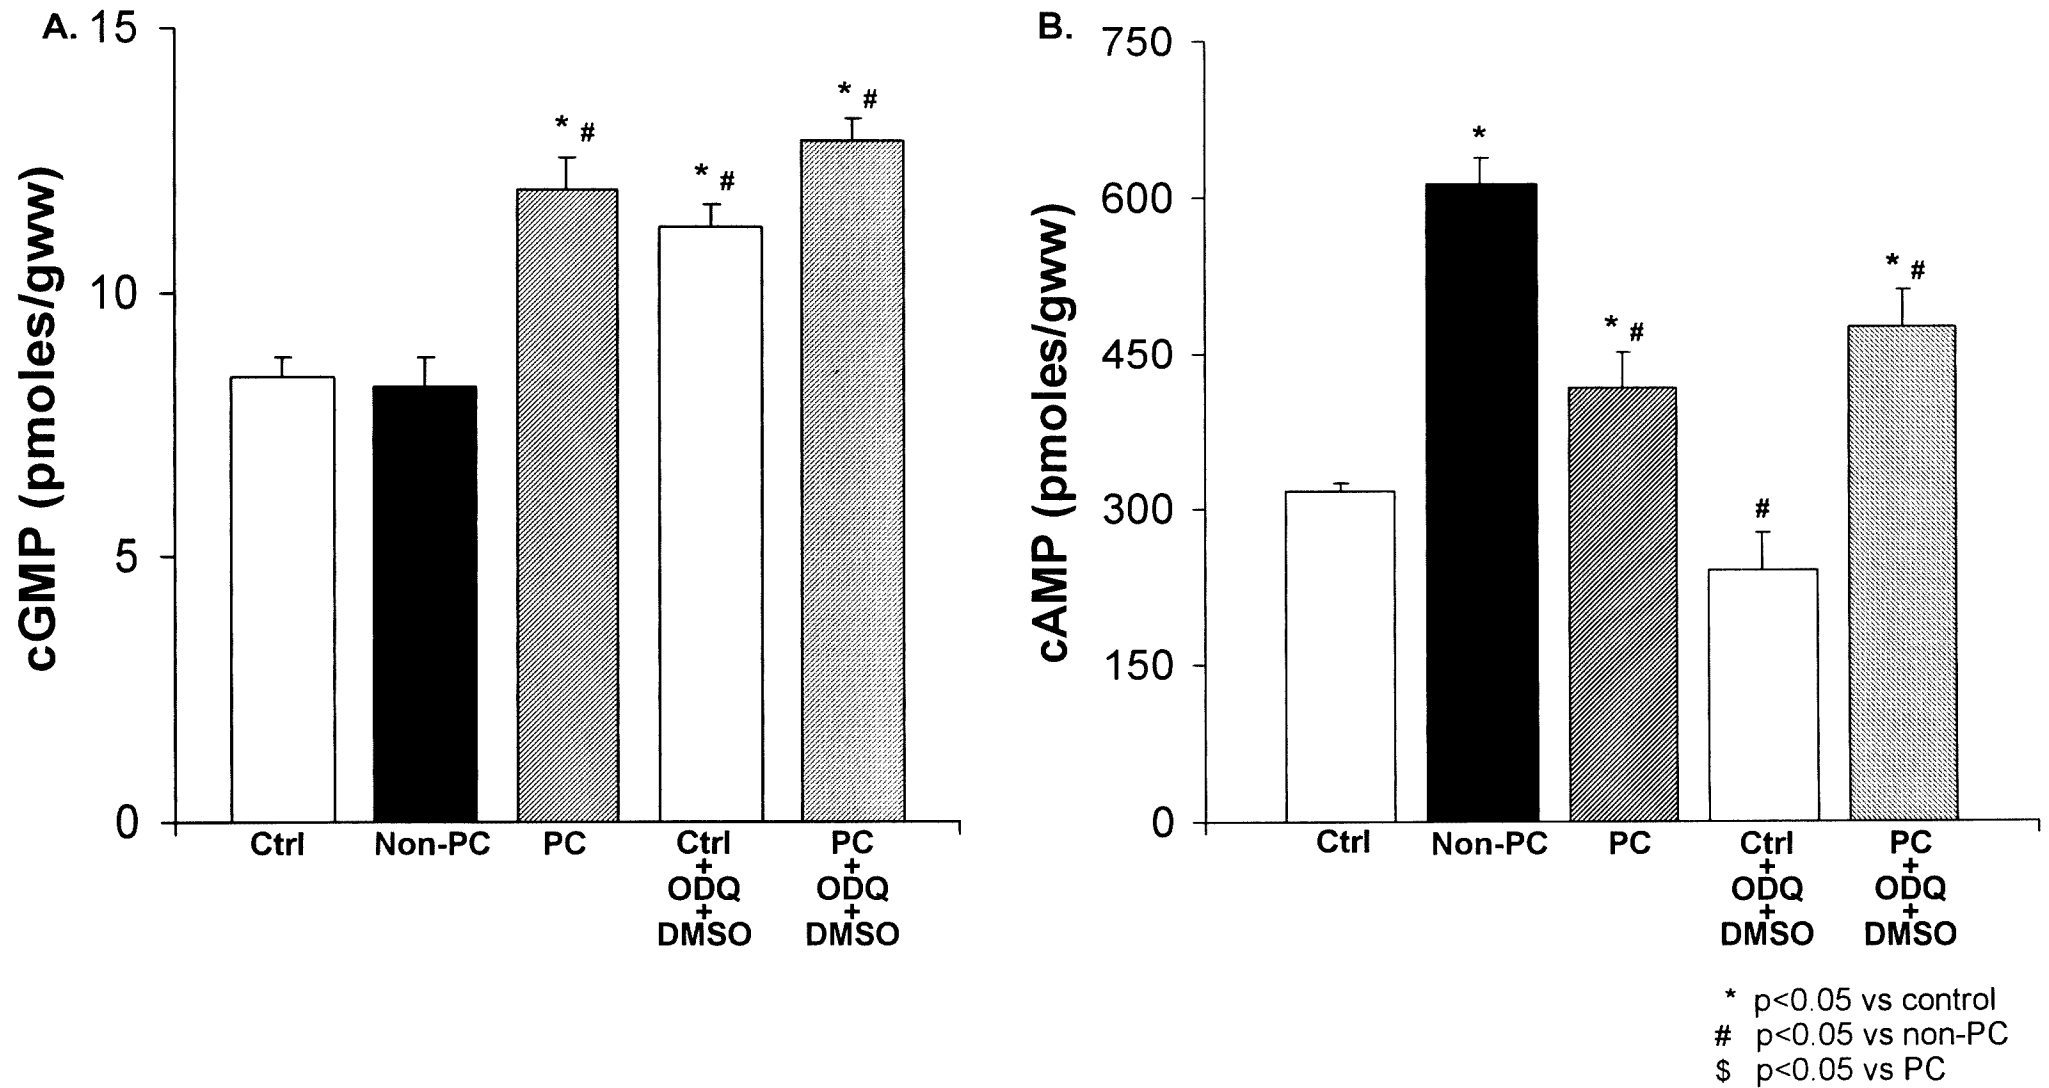 A.
15
10
5
0
cGMP (pmoles/gww)
* #
* #
* #
Ctrl
Non-PC
PC
Ctrl
+
ODQ
+
DMSO
PC
+
ODQ
+
DMSO
B.
750
600
450
300
150
0
cAMP (pmoles/gww)
*
* #
#
* #
Ctrl
Non-PC
PC
Ctrl
+
ODQ
+
DMSO
PC
+
ODQ
+
DMSO
* p<0.05 vs control
# p<0.05 vs non-PC
$ p<0.05 vs PC